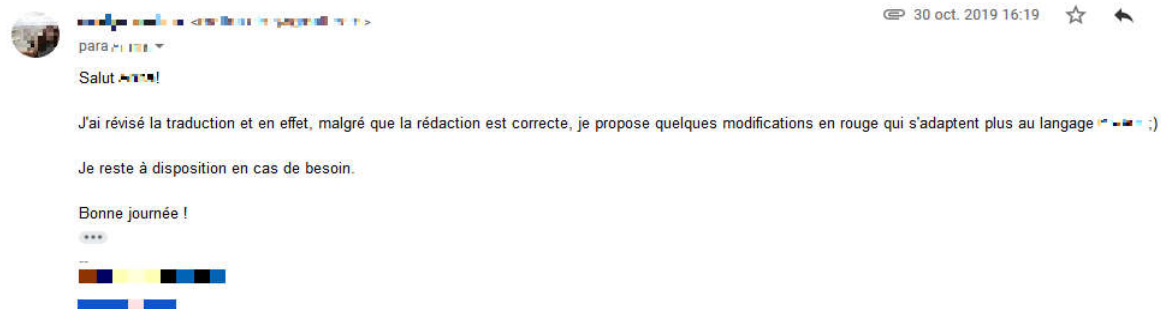 30 oct. 2019 16:19
para
Salut !
J'ai révisé la traduction et en effet, malgré que la rédaction est correcte, je propose quelques modifications en rouge qui s'adaptent plus au langage ;)
Je reste à disposition en cas de besoin.
Bonne journée !
--